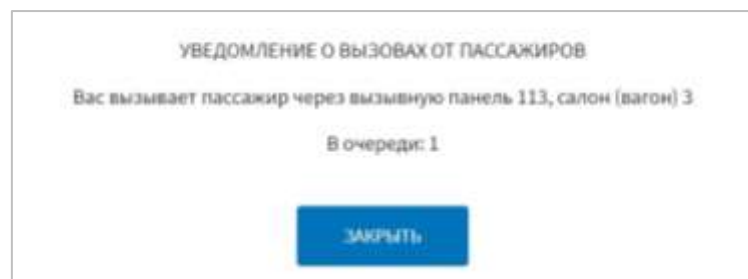 УВЕДОМЛЕНИЕ О ВЫЗОВАХ ОТ ПАССАЖИРОВ
Вас вызывает пассажир через вызывную панель 113, салон (вагон) 3
В очереди: 1
ЗАКРЫТЬ